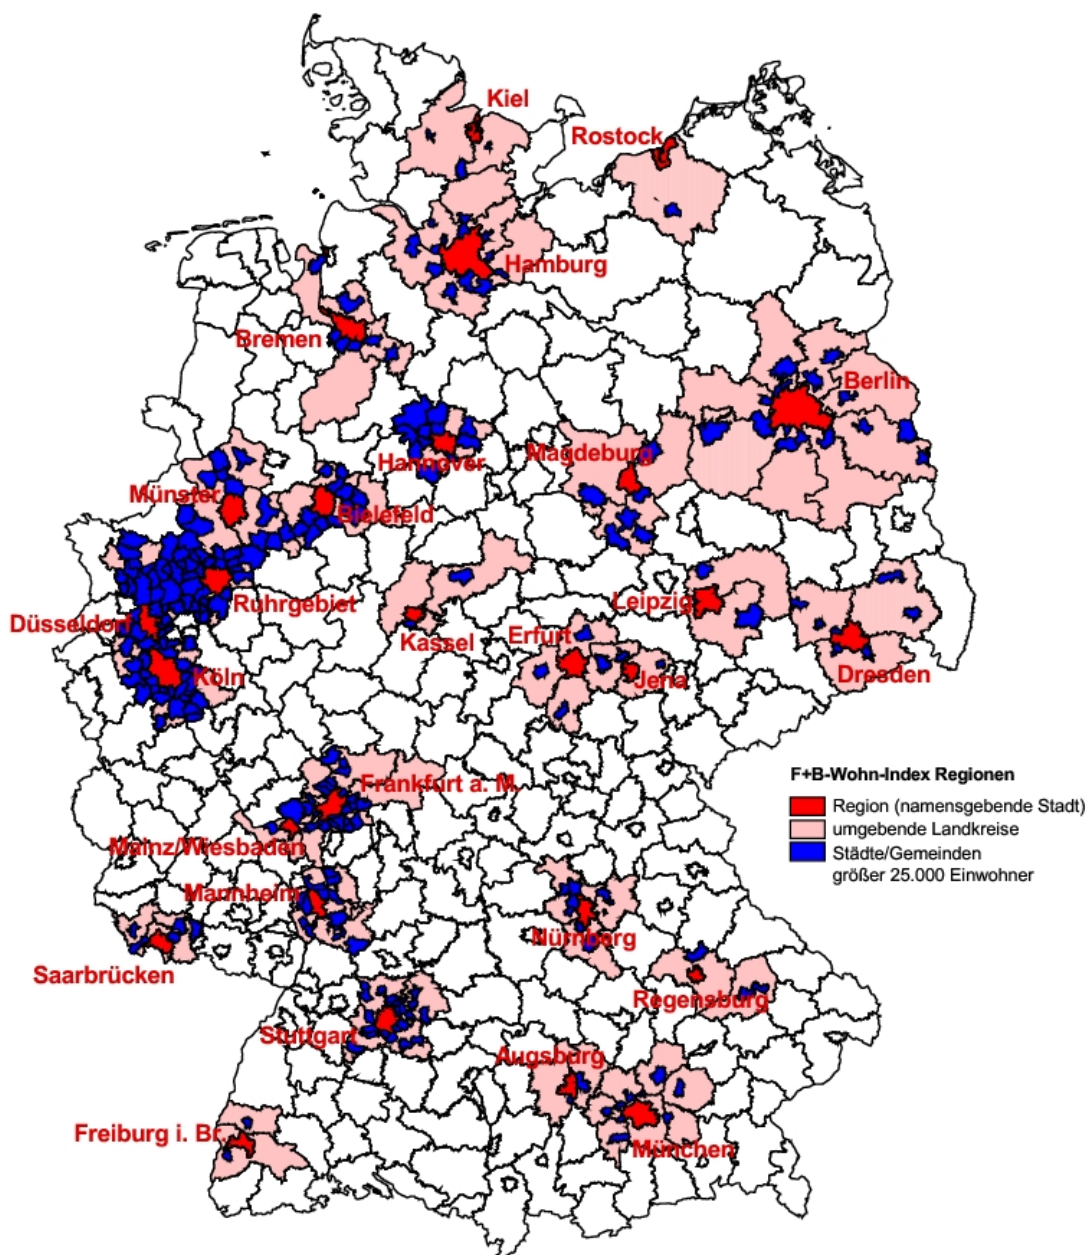 Kiel
Rostock
Hamburg
Bremen
Berlin
Hannover
Magdeburg
Münster
Bielefeld
Ruhrgebiet
Leipzig
Düsseldorf
Kassel
Erfurt
Köln
Jena
Dresden
Frankfurt a. M.
F+B-Wohn-Index Regionen
Region (namensgebende Stadt)
umgebende Landkreise
Städte/Gemeinden
größer 25.000 Einwohner
Mainz/Wiesbaden
Mannheim
Nürnberg
Saarbrücken
Regensburg
Stuttgart
Augsburg
Freiburg i. Br.
München